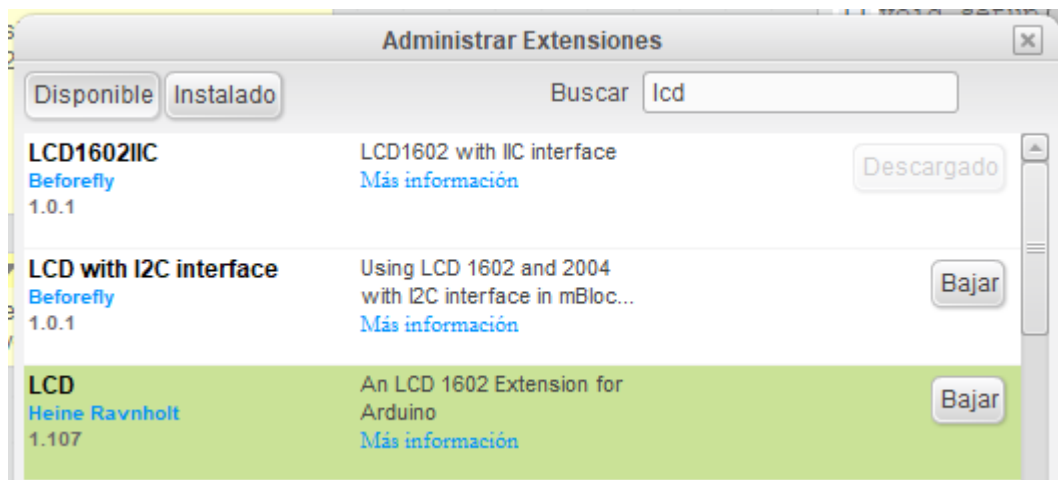 Administrar Extensiones
Disponible Instalado Buscar lcd
LCD1602IIC
Beforefly
1.0.1
LCD1602 with IIC interface
Más información
Descargado
LCD with I2C interface
Beforefly
1.0.1
Using LCD 1602 and 2004
with I2C interface in mBloc...
Más información
Bajar
LCD
Heine Ravnholt
1.107
An LCD 1602 Extension for
Arduino
Más información
Bajar